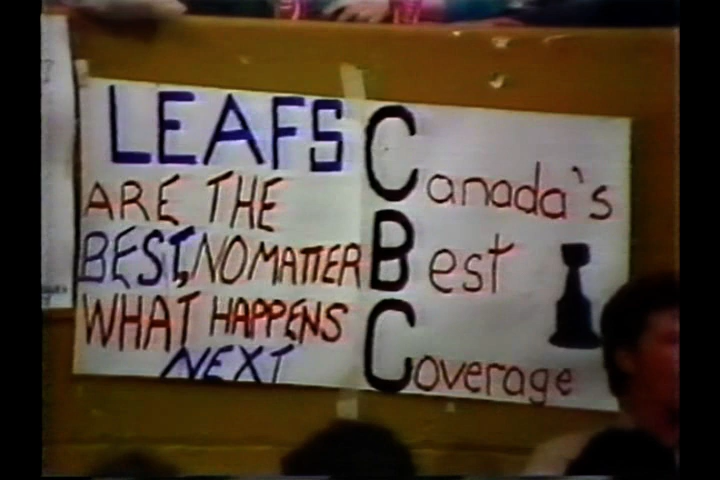 LEAFS
ARE THE
BEST, NO MATTER
WHAT HAPPENS
NEXT
Canada's
Best
Coverage